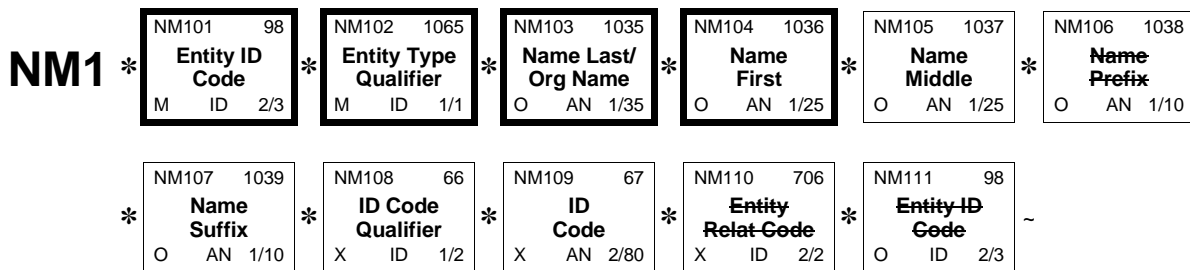 NM1 * NM101 98 * NM102 1065 * NM103 1035 * NM104 1036 * NM105 1037 * NM106 1038
Entity ID Entity Type Name Last/ Name Name Name
Code Qualifier Org Name First Middle Prefix
M ID 2/3 M ID 1/1 O AN 1/35 O AN 1/25 O AN 1/25 O AN 1/10
* NM107 1039 * NM108 66 * NM109 67 * NM110 706 * NM111 98 ~
Name ID Code ID Entity Entity ID
Suffix Qualifier Code Relat Code Code
O AN 1/10 X ID 1/2 X AN 2/80 X ID 2/2 O ID 2/3